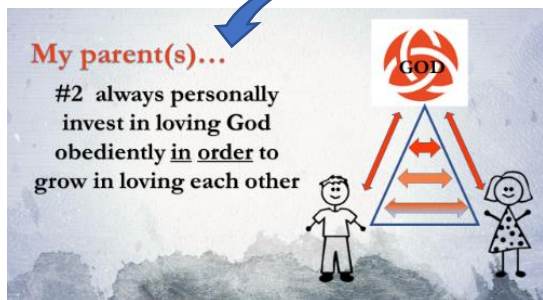 My parent(s)…
GOD
#2 always personally
invest in loving God
obediently in order to
grow in loving each other